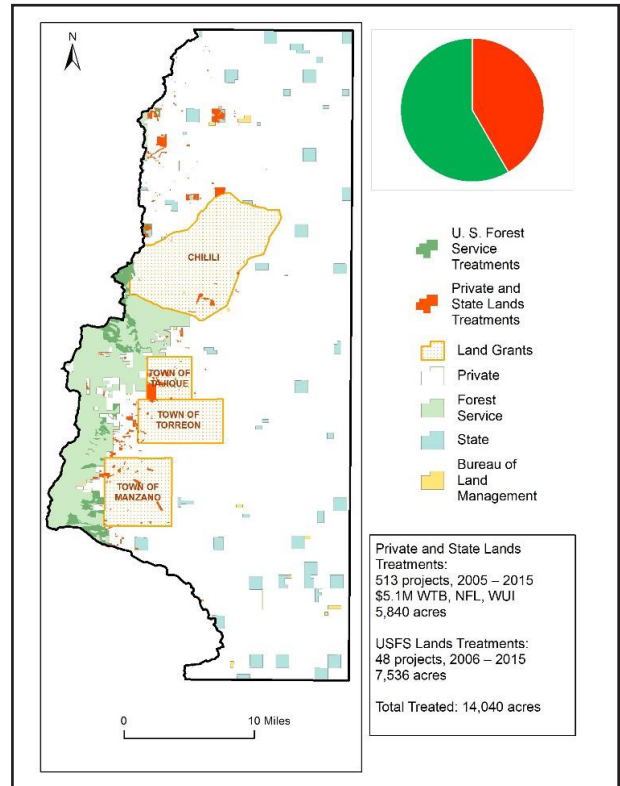 N
CHILILI
TOWN OF
TAJIQUE
TOWN OF
TORREON
TOWN OF
MANZANO
0 10 Miles
U. S. Forest
Service
Treatments
Private and
State Lands
Treatments
Land Grants
Private
Forest
Service
State
Bureau of
Land
Management
Private and State Lands
Treatments:
513 projects, 2005 – 2015
$5.1M WTB, NFL, WUI
5,840 acres
USFS Lands Treatments:
48 projects, 2006 – 2015
7,536 acres
Total Treated: 14,040 acres